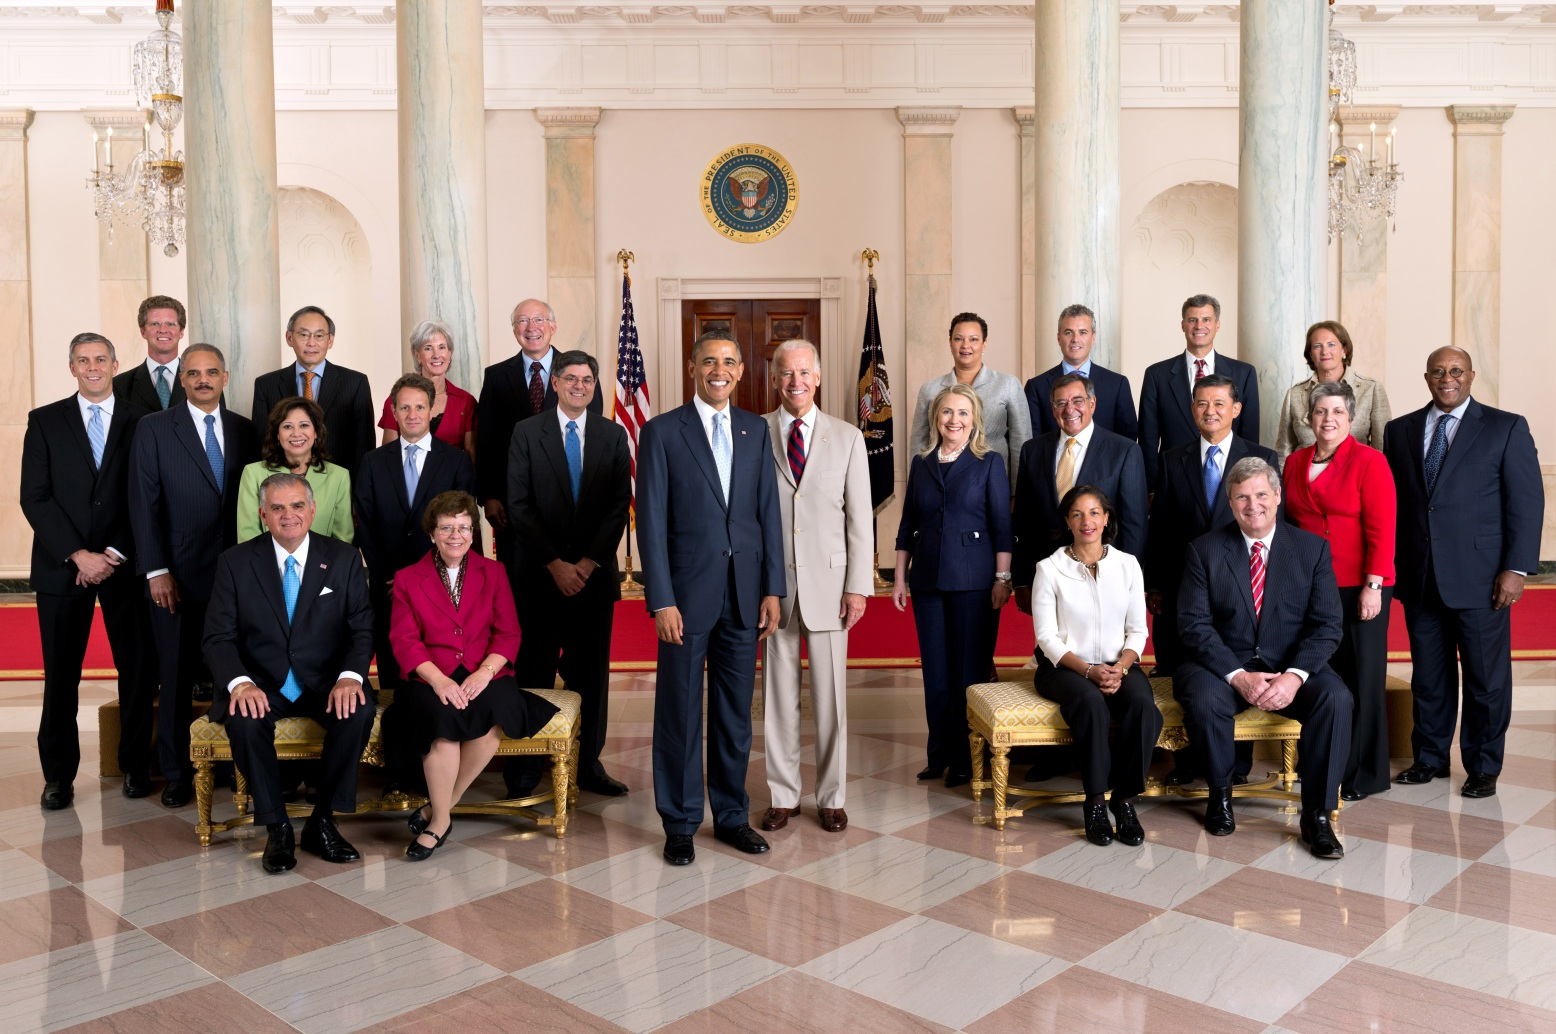 SEAL OF THE PRESIDENT OF THE UNITED STATES